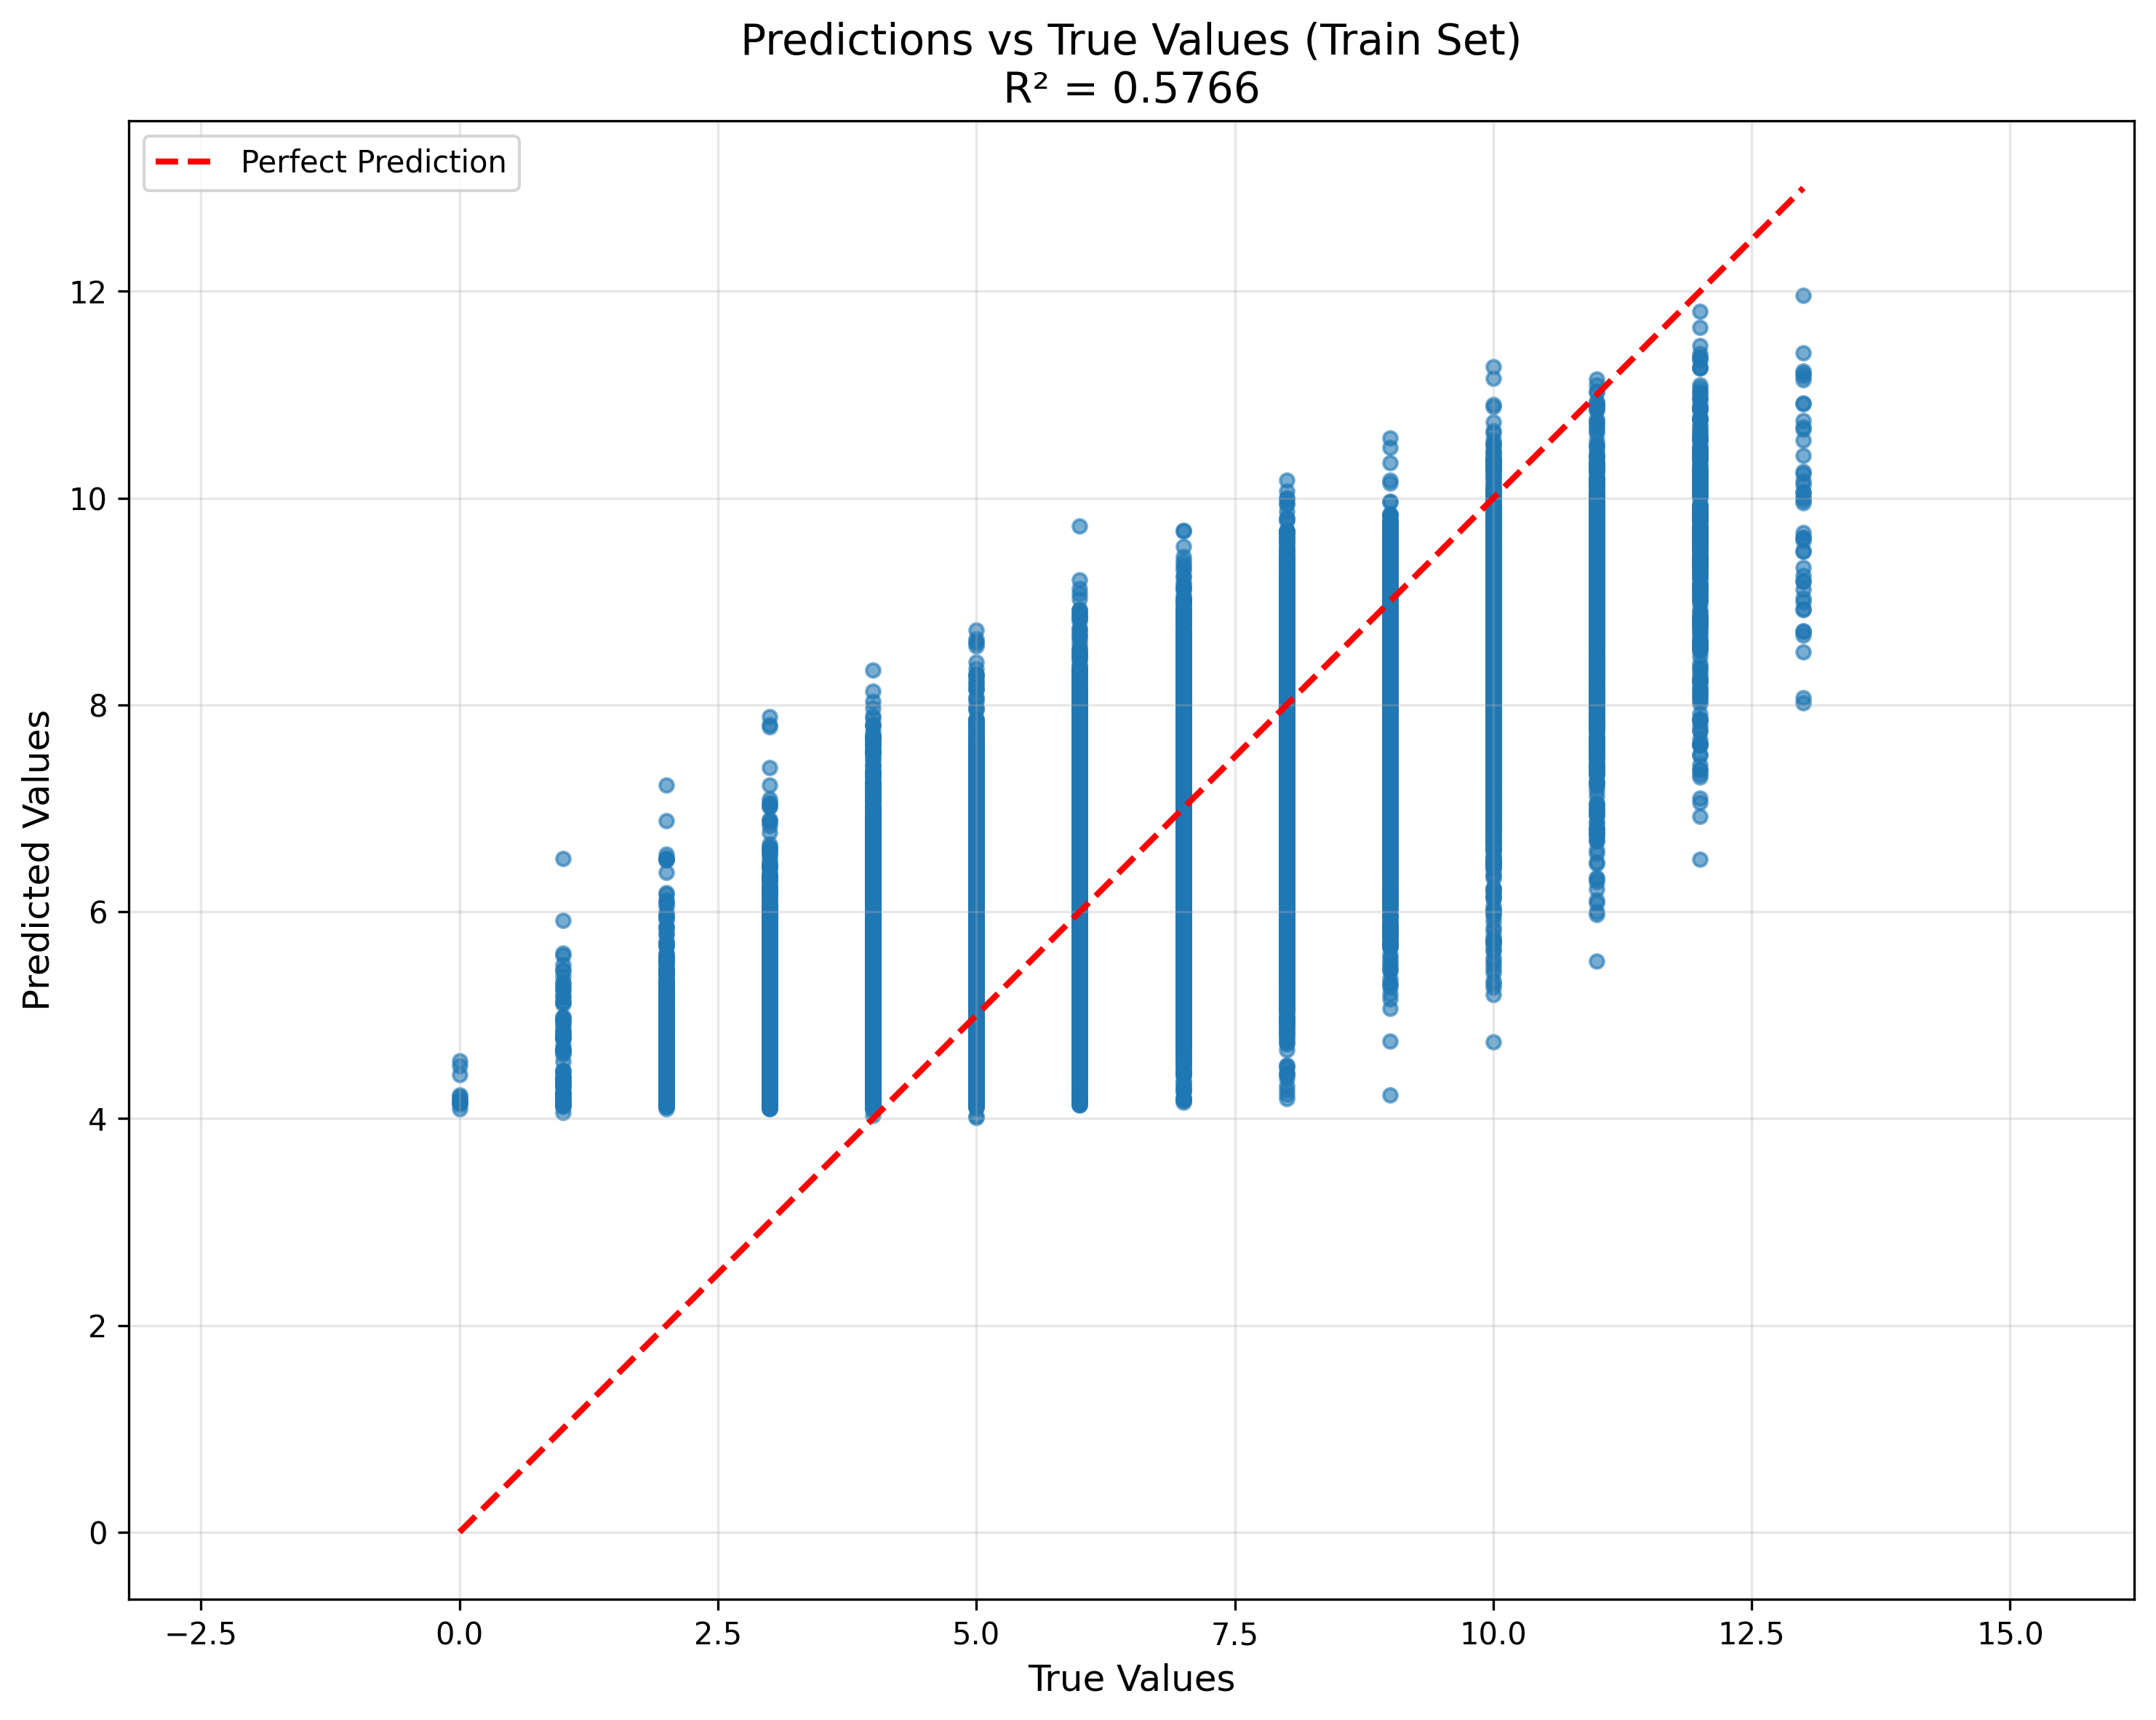 Predictions vs True Values (Train Set)
R² = 0.5766
Perfect Prediction
Predicted Values
12
10
8
6
4
2
0
−2.5 0.0 2.5 5.0 7.5 10.0 12.5 15.0
True Values